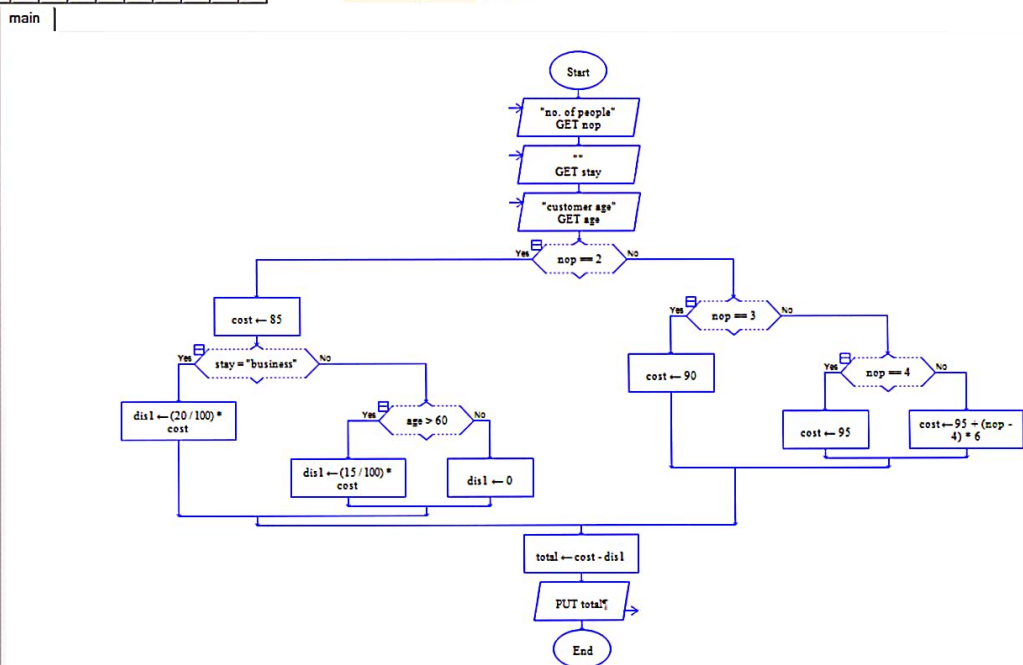 main
Start
"no. of people"
GET nop
""
GET stay
"customer age"
GET age
Yes
nop == 2
No
cost ← 85
Yes
nop == 3
No
Yes
stay = "business"
No
cost ← 90
Yes
nop == 4
No
dis1 ← (20 / 100) *
cost
Yes
age > 60
No
cost ← 95
cost ← 95 + (nop -
4) * 6
dis1 ← (15 / 100) *
cost
dis1 ← 0
total ← cost - dis1
PUT total¶
End